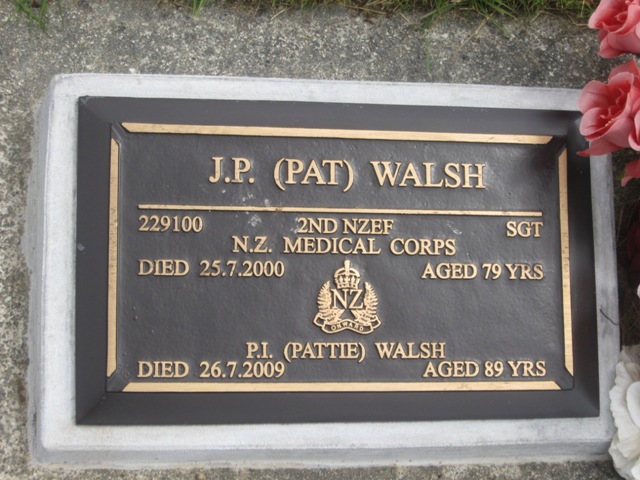 J.P. (PAT) WALSH
229100 2ND NZEF SGT
N.Z. MEDICAL CORPS
DIED 25.7.2000 AGED 79 YRS
NZ
ONWARD
P.I. (PATTIE) WALSH
DIED 26.7.2009 AGED 89 YRS